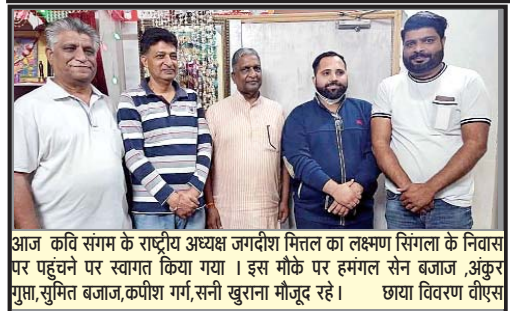 आज कवि संगम के राष्ट्रीय अध्यक्ष जगदीश मित्तल का लक्ष्मण सिंगला के निवास
पर पहुंचने पर स्वागत किया गया । इस मौके पर हमंगल सेन बजाज ,अंकुर
गुप्ता,सुमित बजाज,कपीश गर्ग,सनी खुराना मौजूद रहे । छाया विवरण वीएस